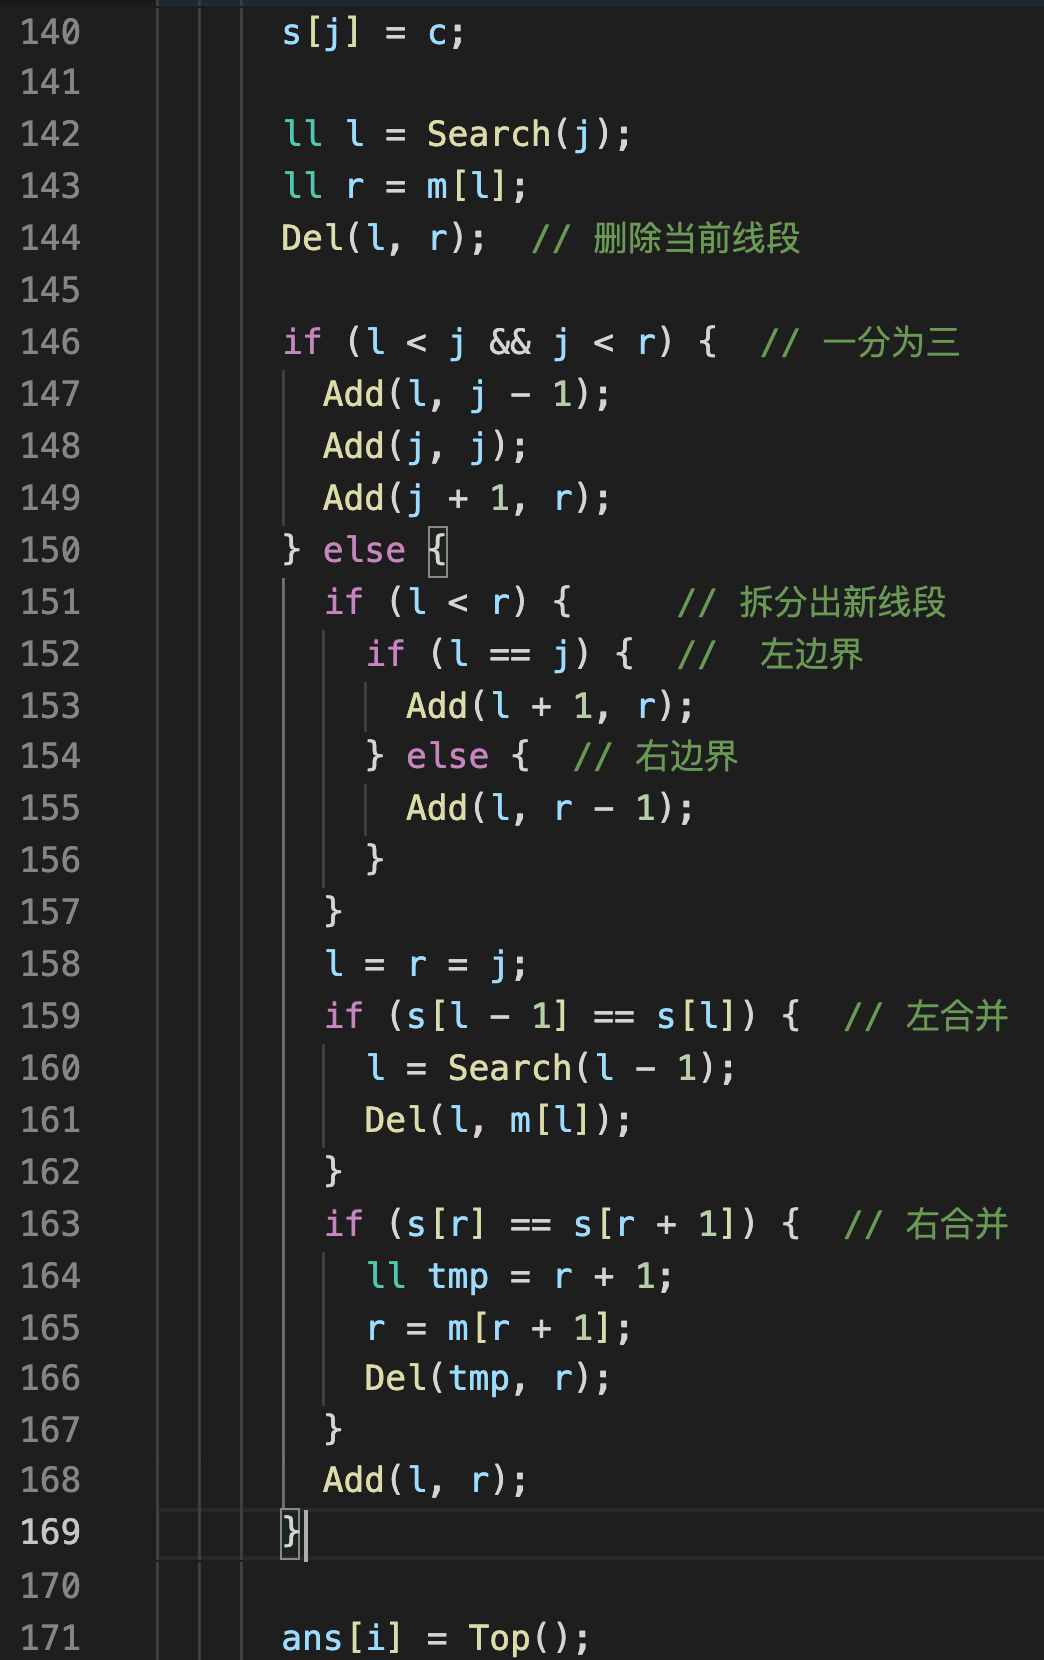 140 s[j] = c;
141
142 ll l = Search(j);
143 ll r = m[l];
144 Del(l, r);  // 删除当前线段
145
146 if (l < j && j < r) {  // 一分为三
147   Add(l, j - 1);
148   Add(j, j);
149   Add(j + 1, r);
150 } else {
151   if (l < r) {     // 拆分出新线段
152     if (l == j) {  //  左边界
153       Add(l + 1, r);
154     } else {  // 右边界
155       Add(l, r - 1);
156     }
157   }
158   l = r = j;
159   if (s[l - 1] == s[l]) {  // 左合并
160     l = Search(l - 1);
161     Del(l, m[l]);
162   }
163   if (s[r] == s[r + 1]) {  // 右合并
164     ll tmp = r + 1;
165     r = m[r + 1];
166     Del(tmp, r);
167   }
168   Add(l, r);
169 }
170
171 ans[i] = Top();